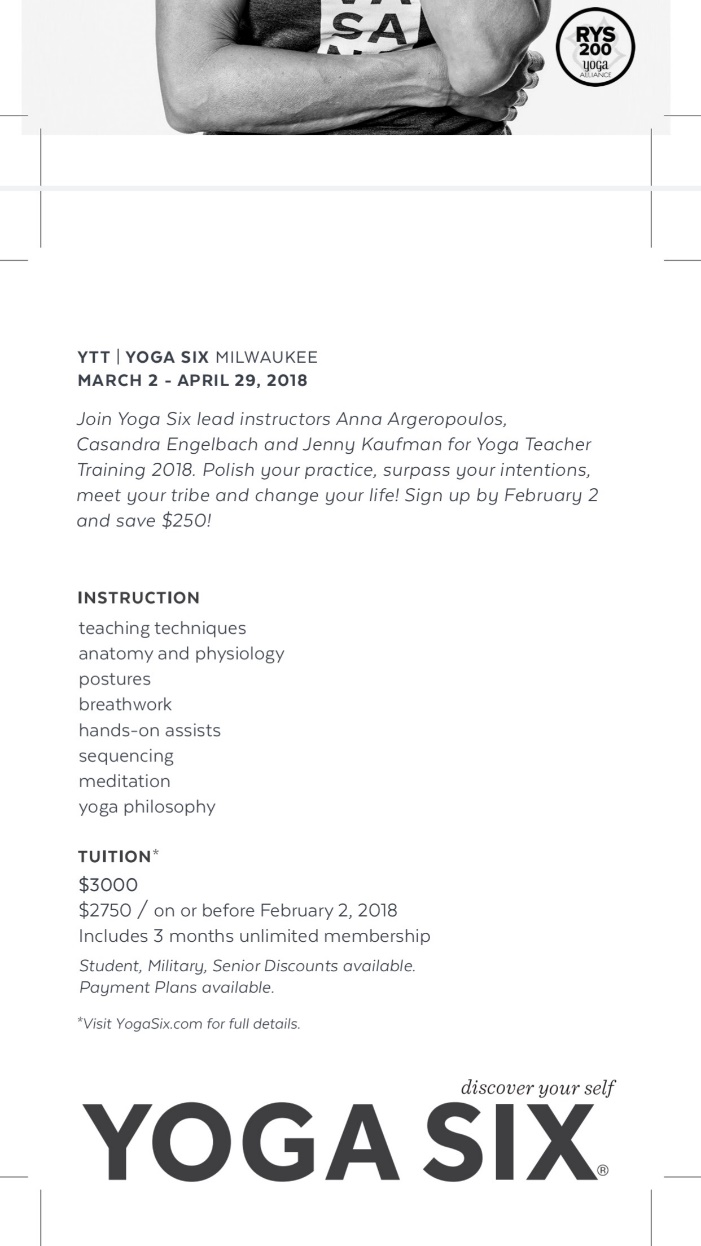 SA
RYS
200
yoga
ALLIANCE
YTT | YOGA SIX MILWAUKEE
MARCH 2 - APRIL 29, 2018
Join Yoga Six lead instructors Anna Argeropoulos,
Casandra Engelbach and Jenny Kaufman for Yoga Teacher
Training 2018. Polish your practice, surpass your intentions,
meet your tribe and change your life! Sign up by February 2
and save $250!
INSTRUCTION
teaching techniques
anatomy and physiology
postures
breathwork
hands-on assists
sequencing
meditation
yoga philosophy
TUITION*
$3000
$2750 / on or before February 2, 2018
Includes 3 months unlimited membership
Student, Military, Senior Discounts available.
Payment Plans available.
*Visit YogaSix.com for full details.
discover your self
YOGA SIX®